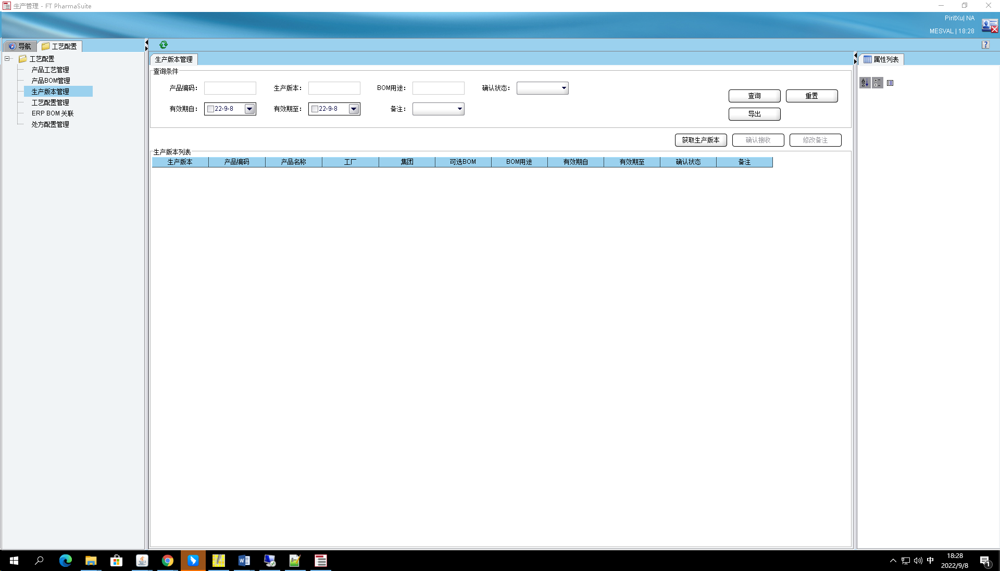 生产管理 - FT PharmaSuite
PiritXu| NA
MESVAL | 18:28
导航
工艺配置
工艺配置
产品工艺管理
产品BOM管理
生产版本管理
工艺配置管理
ERP BOM 关联
处方配置管理
生产版本管理
查询条件
产品编码: 生产版本: BOM用途: 确认状态:
有效期自: 22-9-8 有效期至: 22-9-8 备注:
查询 重置
导出
获取生产版本 确认接收 修改备注
生产版本列表
生产版本 产品编码 产品名称 工厂 集团 可选BOM BOM用途 有效期自 有效期至 确认状态 备注
属性列表
中
18:28
2022/9/8
1